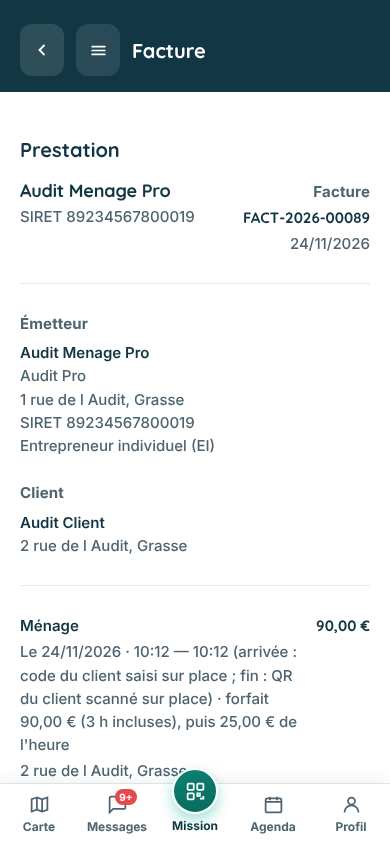 Facture
Prestation
Audit Menage Pro
Facture
SIRET 89234567800019
FACT-2026-00089
24/11/2026
Émetteur
Audit Menage Pro
Audit Pro
1 rue de l Audit, Grasse
SIRET 89234567800019
Entrepreneur individuel (EI)
Client
Audit Client
2 rue de l Audit, Grasse
Ménage
90,00 €
Le 24/11/2026 · 10:12 — 10:12 (arrivée :
code du client saisi sur place ; fin : QR
du client scanné sur place) · forfait
90,00 € (3 h incluses), puis 25,00 € de
l'heure
2 rue de l Audit, Grasse
9+
Carte
Messages
Mission
Agenda
Profil